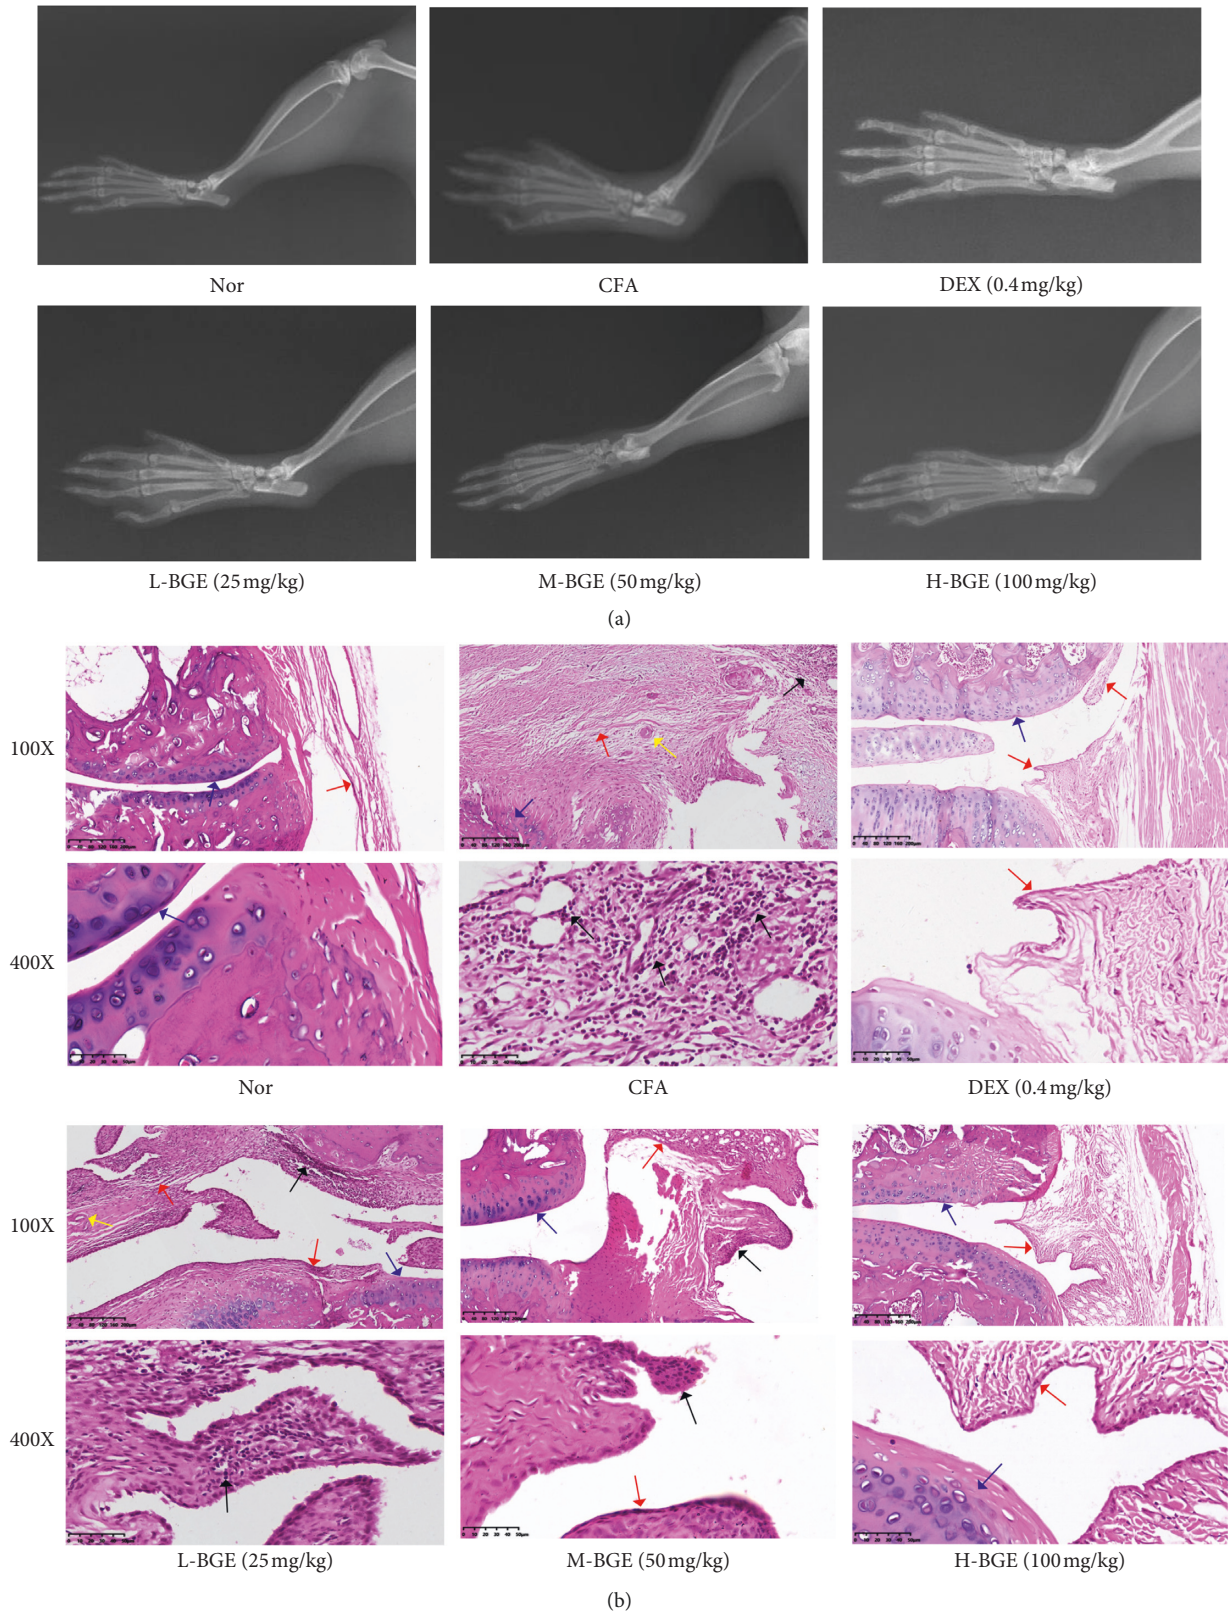 Nor
CFA
DEX (0.4 mg/kg)
L-BGE (25 mg/kg)
M-BGE (50 mg/kg)
H-BGE (100 mg/kg)
(a)
100X
400X
Nor
CFA
DEX (0.4 mg/kg)
100X
400X
L-BGE (25 mg/kg)
M-BGE (50 mg/kg)
H-BGE (100 mg/kg)
(b)